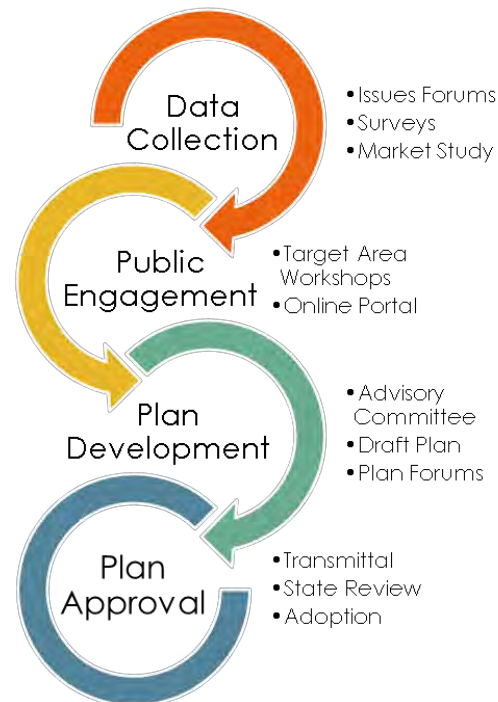 Data
Collection
• Issues Forums
• Surveys
• Market Study
Public
Engagement
• Target Area
Workshops
• Online Portal
Plan
Development
• Advisory
Committee
• Draft Plan
• Plan Forums
Plan
Approval
• Transmittal
• State Review
• Adoption